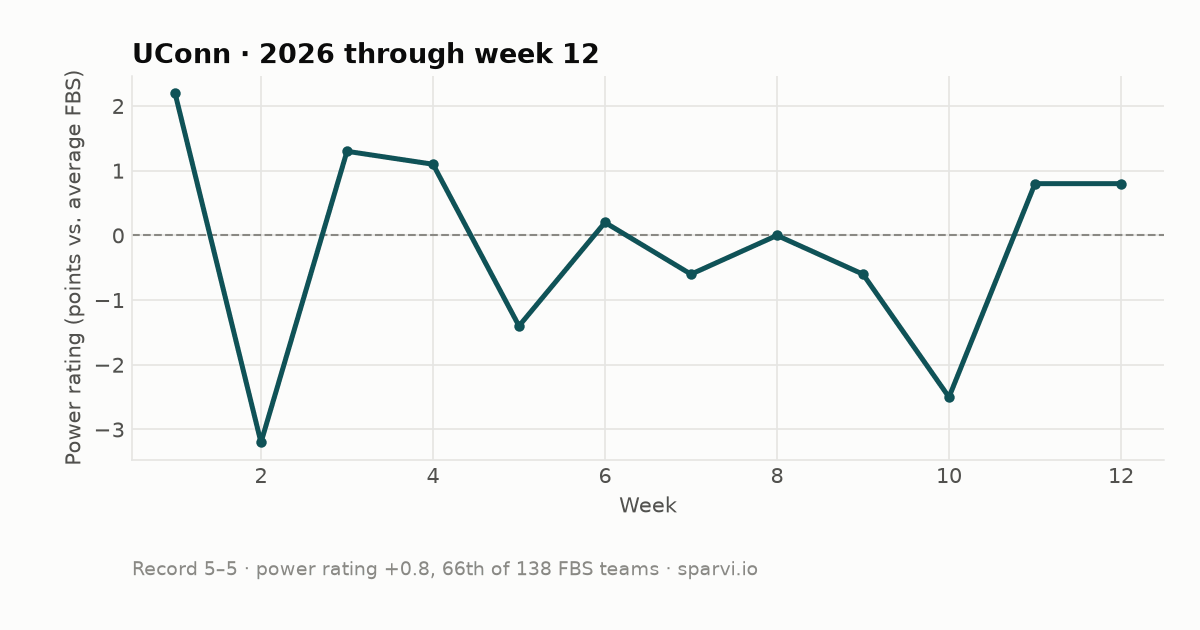 UConn · 2026 through week 12
Power rating (points vs. average FBS)
2
1
0
−1
−2
−3
2 4 6 8 10 12
Week
Record 5–5 · power rating +0.8, 66th of 138 FBS teams · sparvi.io